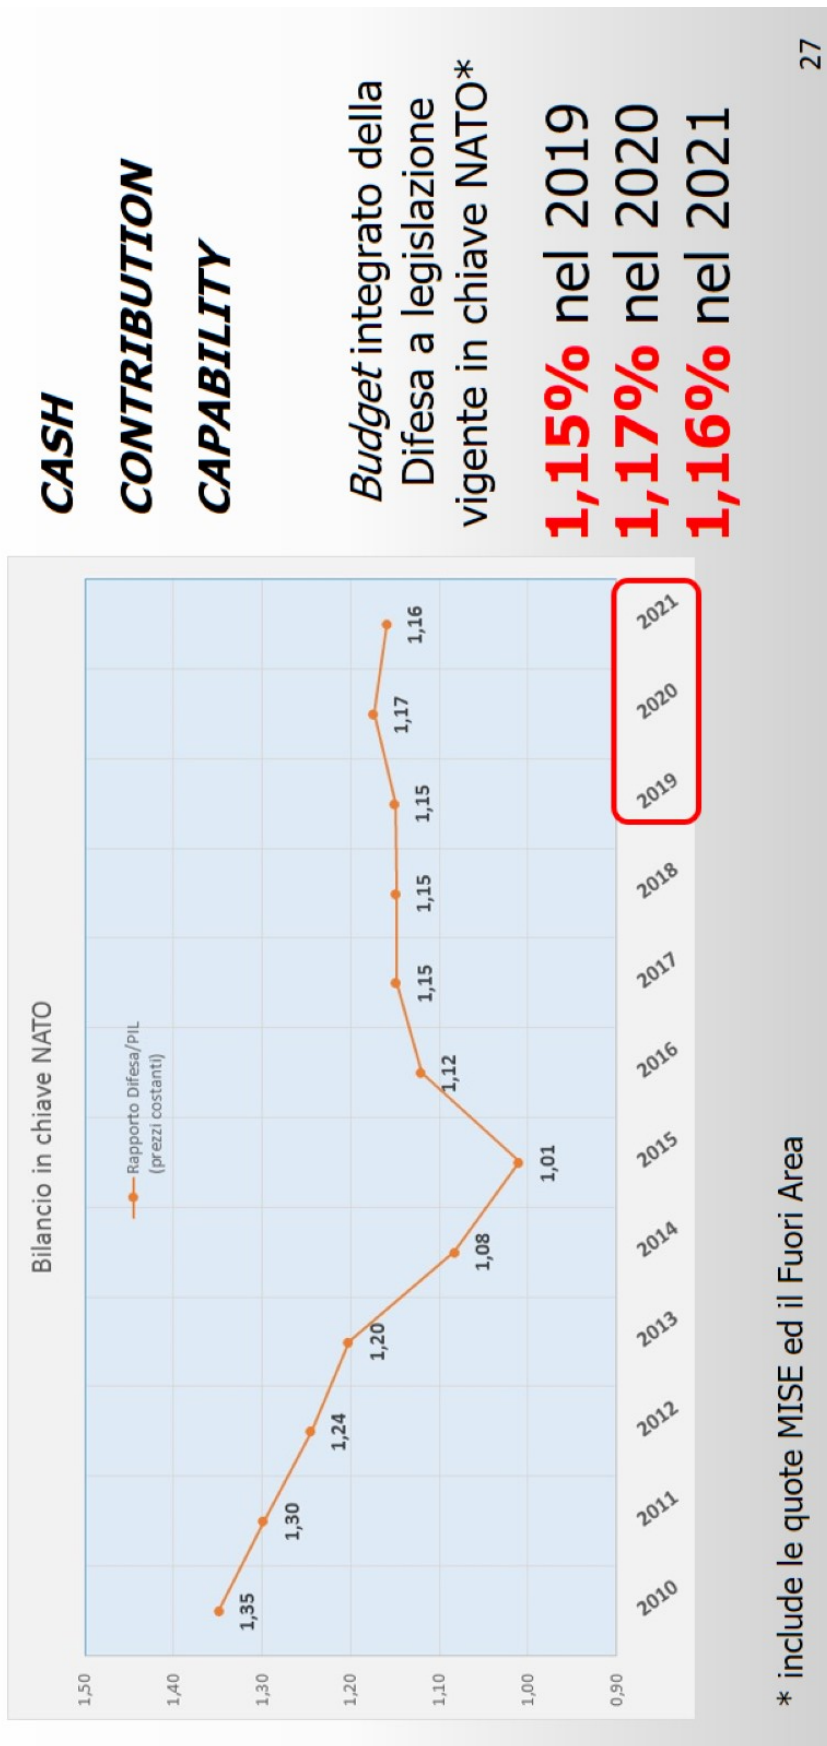 Bilancio in chiave NATO
Rapporto Difesa/PIL
(prezzi costanti)
1,50
1,40
1,30
1,20
1,10
1,00
0,90
1,35
1,30
1,24
1,20
1,08
1,01
1,12
1,15
1,15
1,15
1,17
1,16
2010
2011
2012
2013
2014
2015
2016
2017
2018
2019
2020
2021
CASH
CONTRIBUTION
CAPABILITY
Budget integrato della
Difesa a legislazione
vigente in chiave NATO*
1,15% nel 2019
1,17% nel 2020
1,16% nel 2021
* include le quote MISE ed il Fuori Area
27